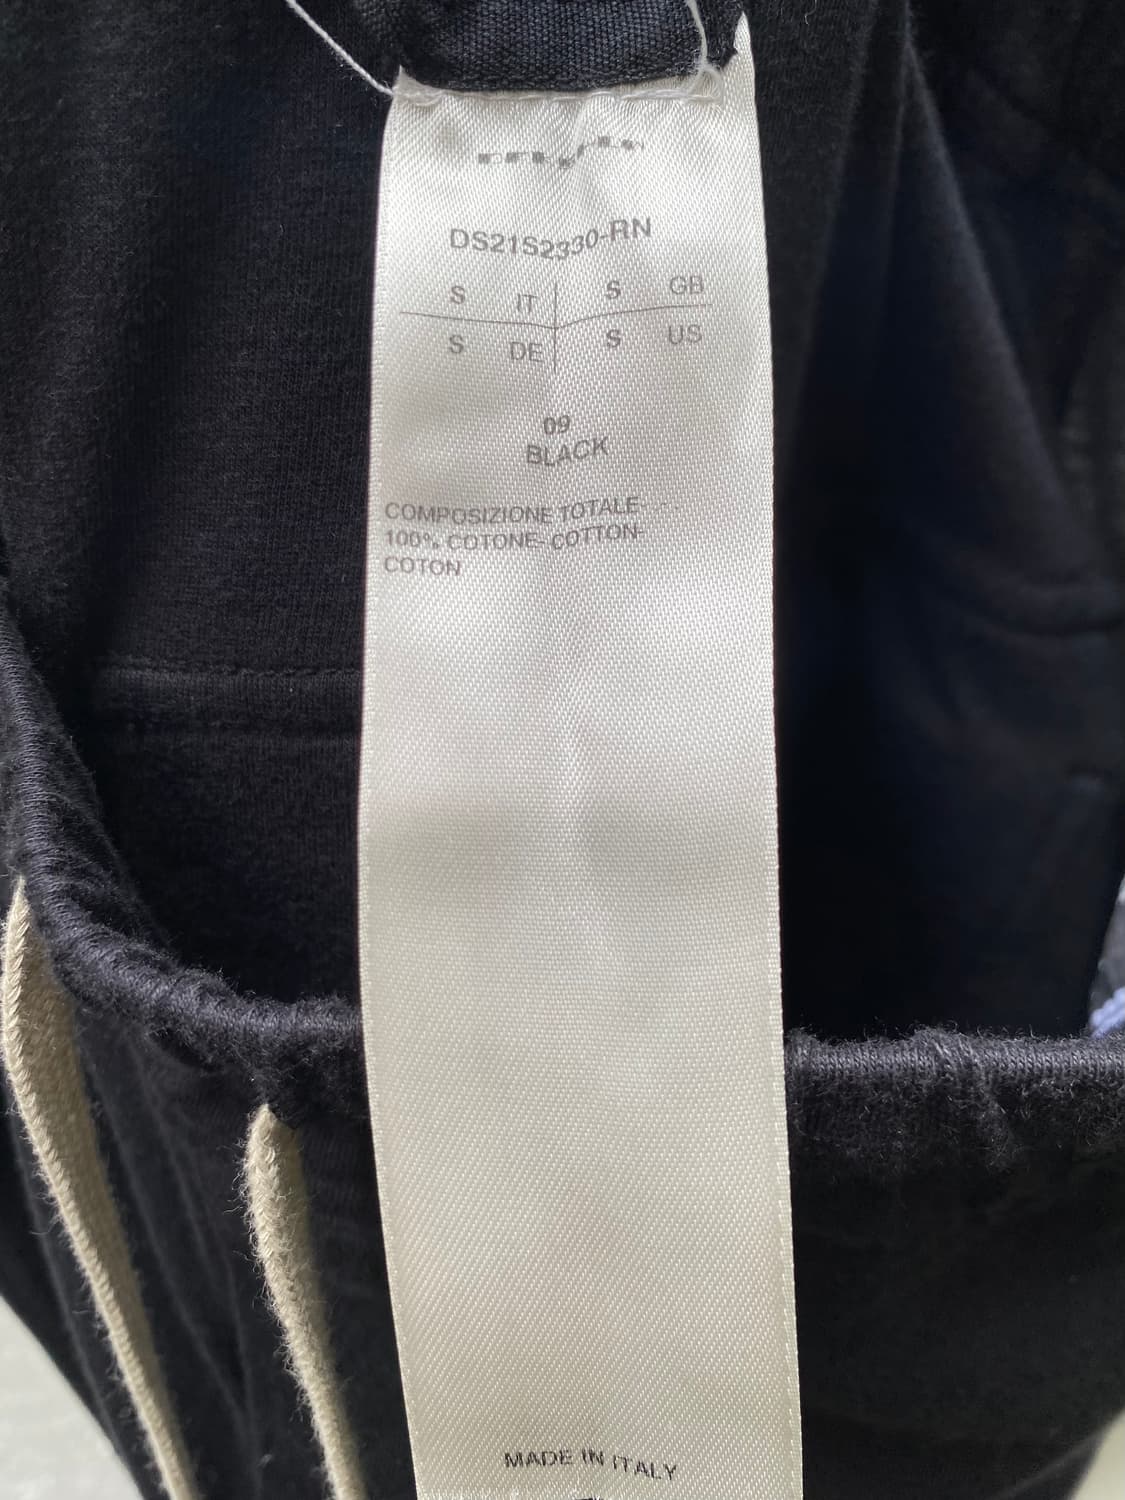 DS21S2330-RN
S IT S GB
S DE S US
09
BLACK
COMPOSIZIONE TOTALE-
100% COTONE- COTTON-
COTON
MADE IN ITALY